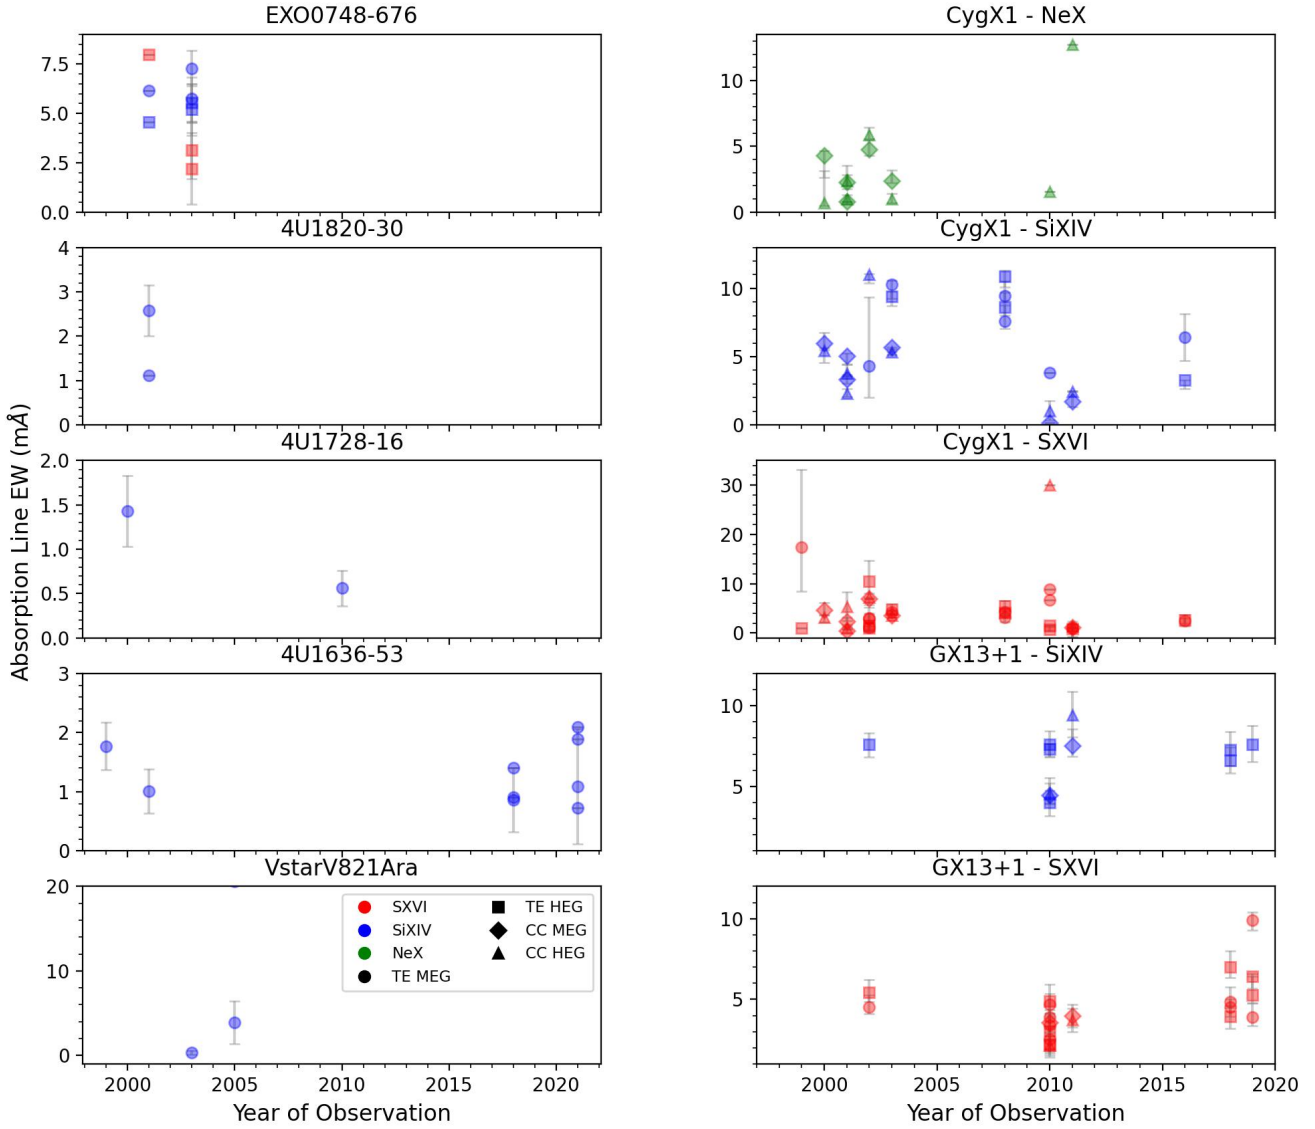 EXO0748-676
7.5
5.0
2.5
0.0
4U1820-30
4
3
2
1
0
4U1728-16
2.0
1.5
1.0
0.5
0.0
4U1636-53
3
2
1
0
VstarV821Ara
20
10
0
SXVI
SiXIV
NeX
TE MEG
TE HEG
CC MEG
CC HEG
2000 2005 2010 2015 2020
Year of Observation
Absorption Line EW (mÅ)
CygX1 - NeX
10
5
0
CygX1 - SiXIV
10
5
0
CygX1 - SXVI
30
20
10
0
GX13+1 - SiXIV
10
5
GX13+1 - SXVI
10
5
2000 2005 2010 2015 2020
Year of Observation